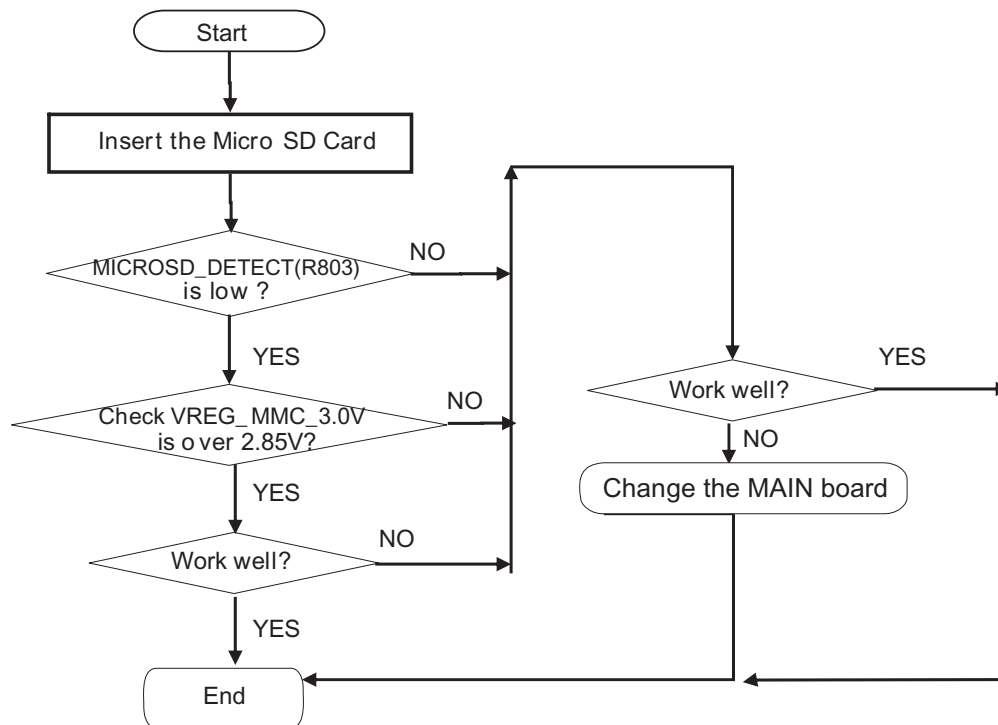 Start
Insert the Micro SD Card
MICROSD_DETECT(R803)
is low ?
NO
YES
Check VREG_MMC_3.0V
is over 2.85V?
NO
YES
Work well?
NO
YES
End
Work well?
YES
NO
Change the MAIN board